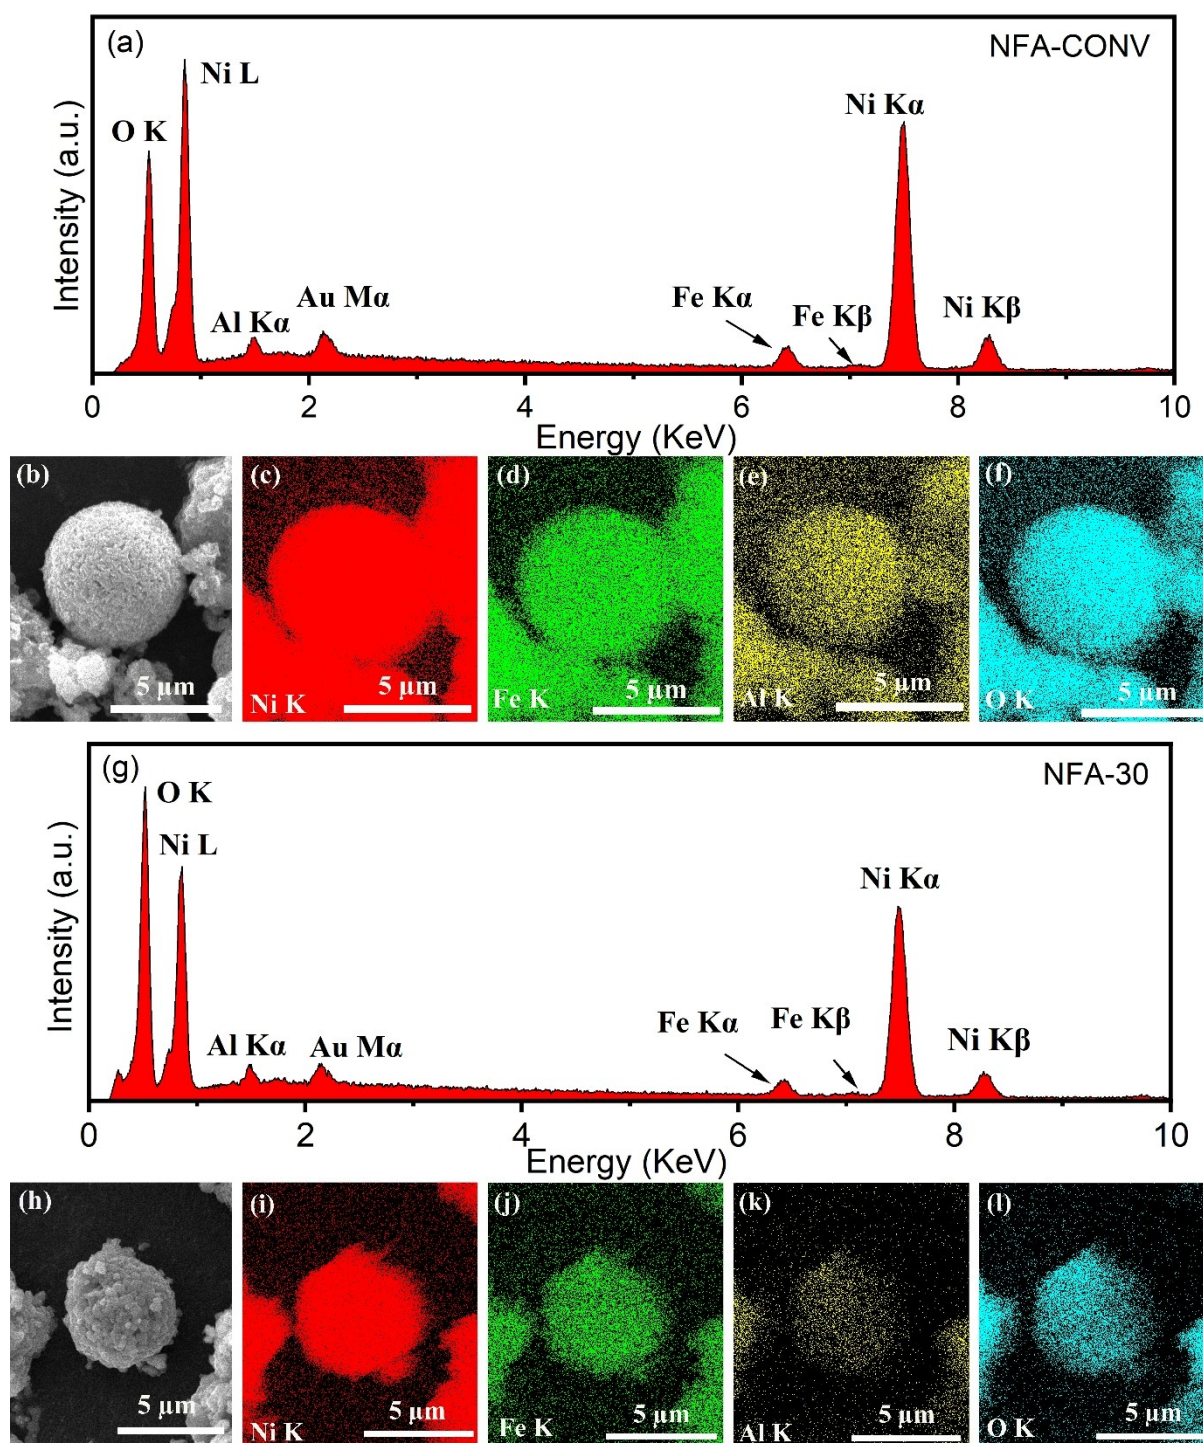 (a)
NFA-CONV
Ni L
O K
Ni Kα
Al Kα
Au Mα
Fe Kα
Fe Kβ
Ni Kβ
Intensity (a.u.)
0 2 4 6 8 10
Energy (KeV)
(b)
5 µm
(c)
5 µm
Ni K
(d)
5 µm
Fe K
(e)
5 µm
Al K
(f)
5 µm
O K
(g)
NFA-30
O K
Ni L
Ni Kα
Al Kα
Au Mα
Fe Kα
Fe Kβ
Ni Kβ
Intensity (a.u.)
0 2 4 6 8 10
Energy (KeV)
(h)
5 µm
(i)
5 µm
Ni K
(j)
5 µm
Fe K
(k)
5 µm
Al K
(l)
5 µm
O K